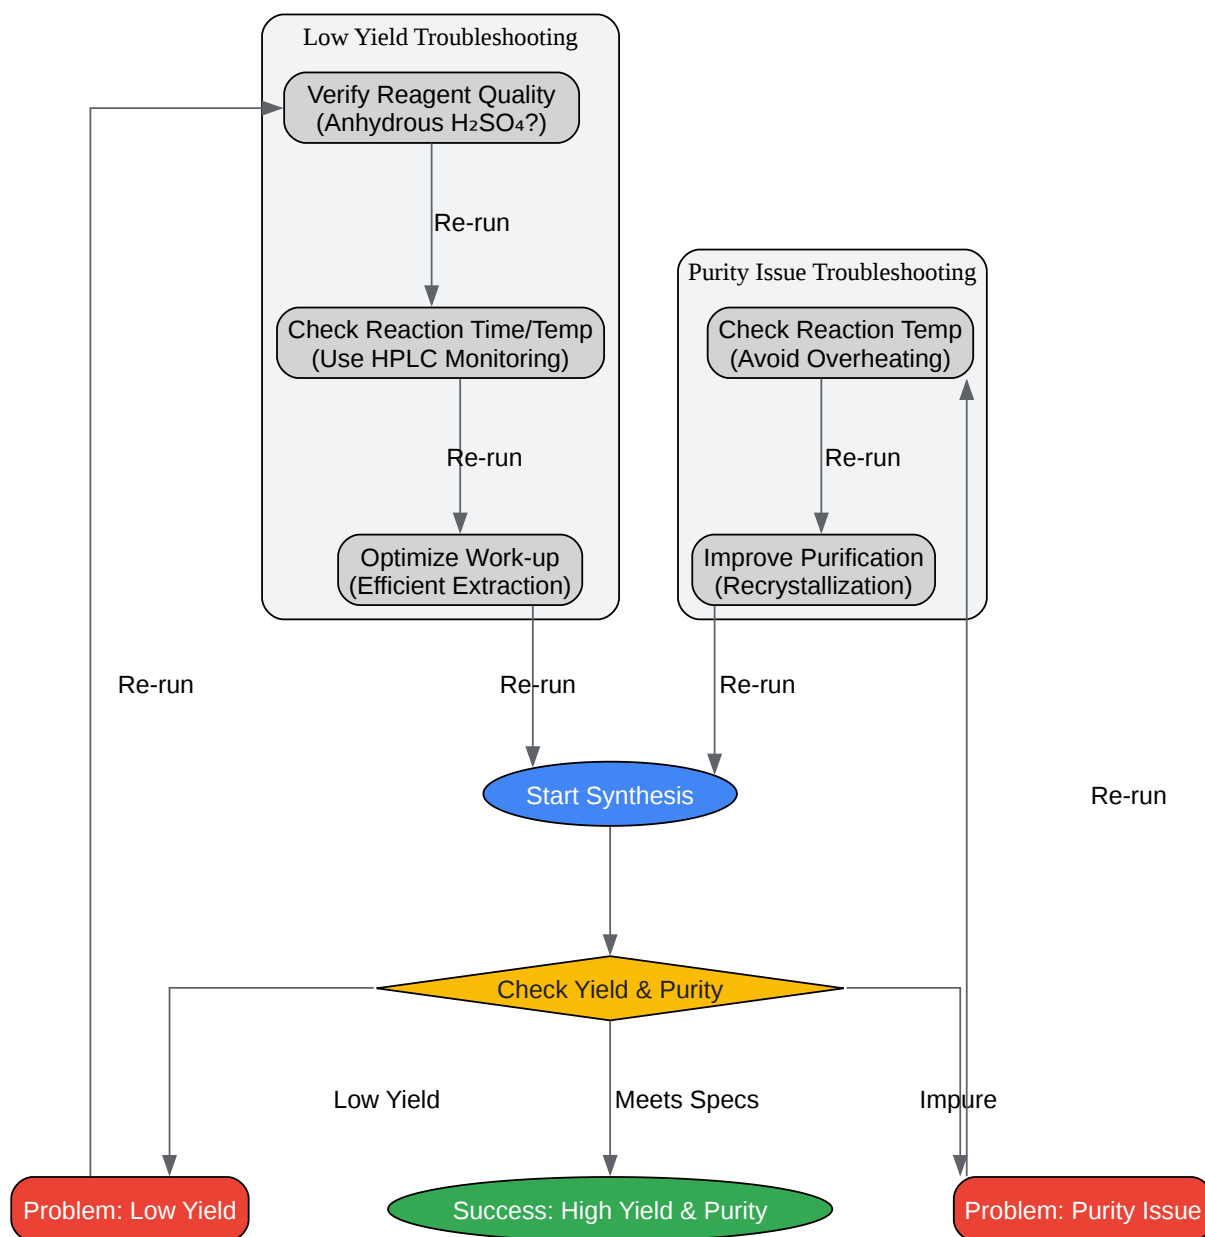 Low Yield Troubleshooting
Verify Reagent Quality
(Anhydrous H₂SO₄?)
Re-run
Purity Issue Troubleshooting
Check Reaction Time/Temp
(Use HPLC Monitoring)
Check Reaction Temp
(Avoid Overheating)
Re-run
Re-run
Optimize Work-up
(Efficient Extraction)
Improve Purification
(Recrystallization)
Re-run
Re-run
Re-run
Start Synthesis
Re-run
Check Yield & Purity
Low Yield
Meets Specs
Impure
Problem: Low Yield
Success: High Yield & Purity
Problem: Purity Issue